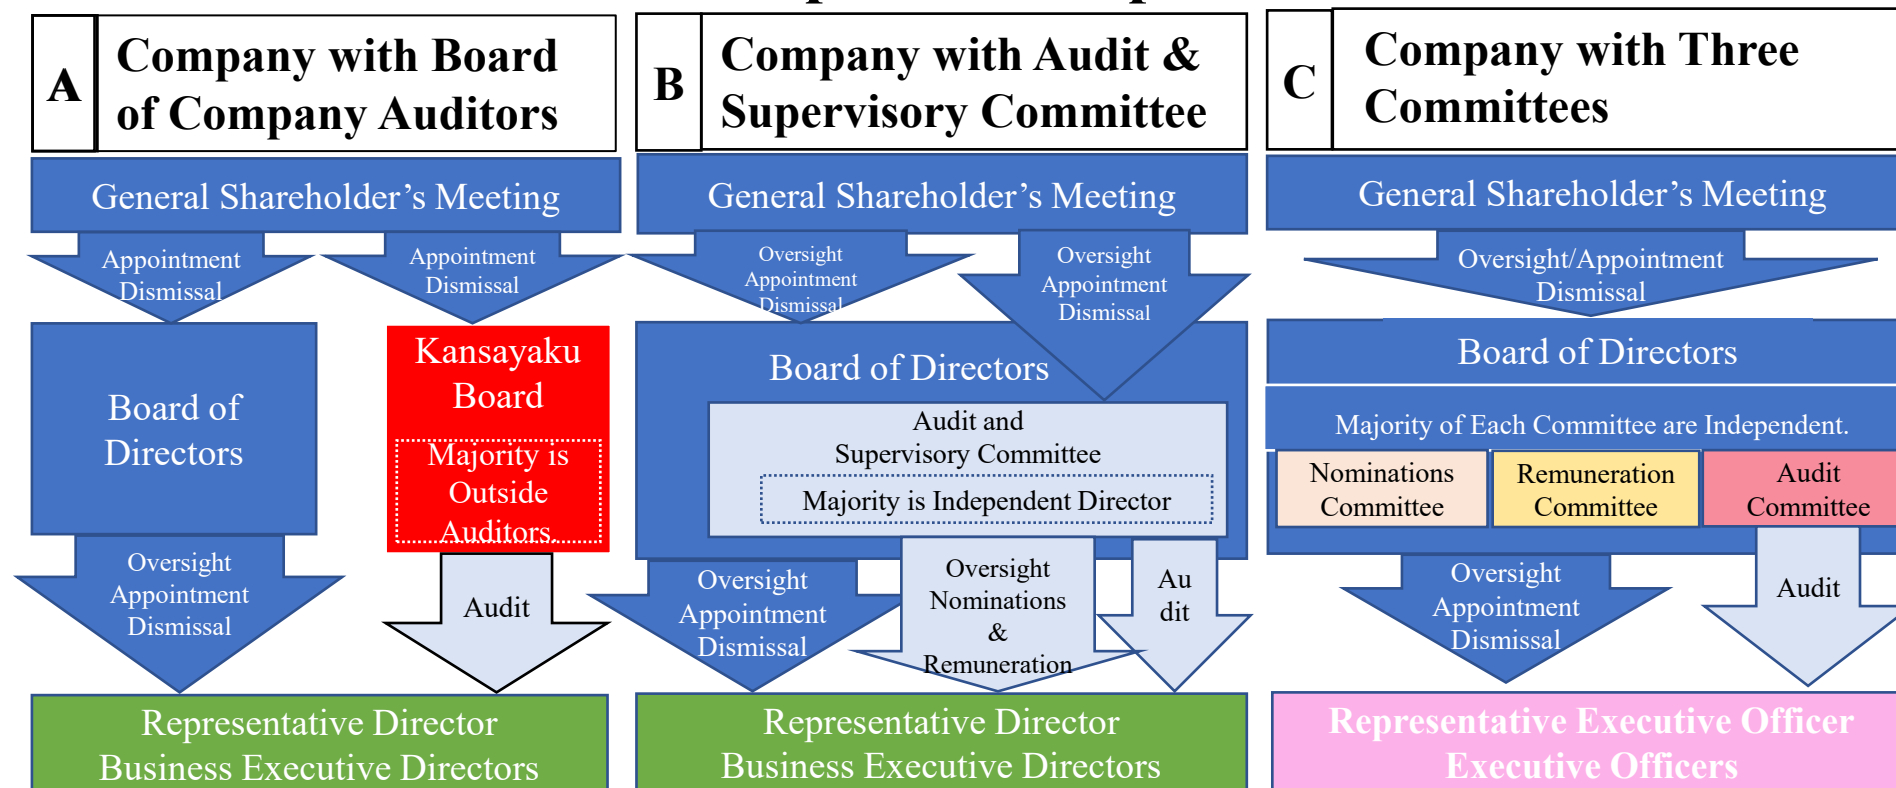 A
Company with Board
of Company Auditors
General Shareholder’s Meeting
Appointment
Dismissal
Appointment
Dismissal
Board of
Directors
Kansayaku
Board
Majority is
Outside
Auditors.
Oversight
Appointment
Dismissal
Audit
Representative Director
Business Executive Directors
B
Company with Audit &
Supervisory Committee
General Shareholder’s Meeting
Oversight
Appointment
Dismissal
Oversight
Appointment
Dismissal
Board of Directors
Audit and
Supervisory Committee
Majority is Independent Director
Oversight
Appointment
Dismissal
Oversight
Nominations
&
Remuneration
Au
dit
Representative Director
Business Executive Directors
C
Company with Three
Committees
General Shareholder’s Meeting
Oversight/Appointment
Dismissal
Board of Directors
Majority of Each Committee are Independent.
Nominations
Committee
Remuneration
Committee
Audit
Committee
Oversight
Appointment
Dismissal
Audit
Representative Executive Officer
Executive Officers